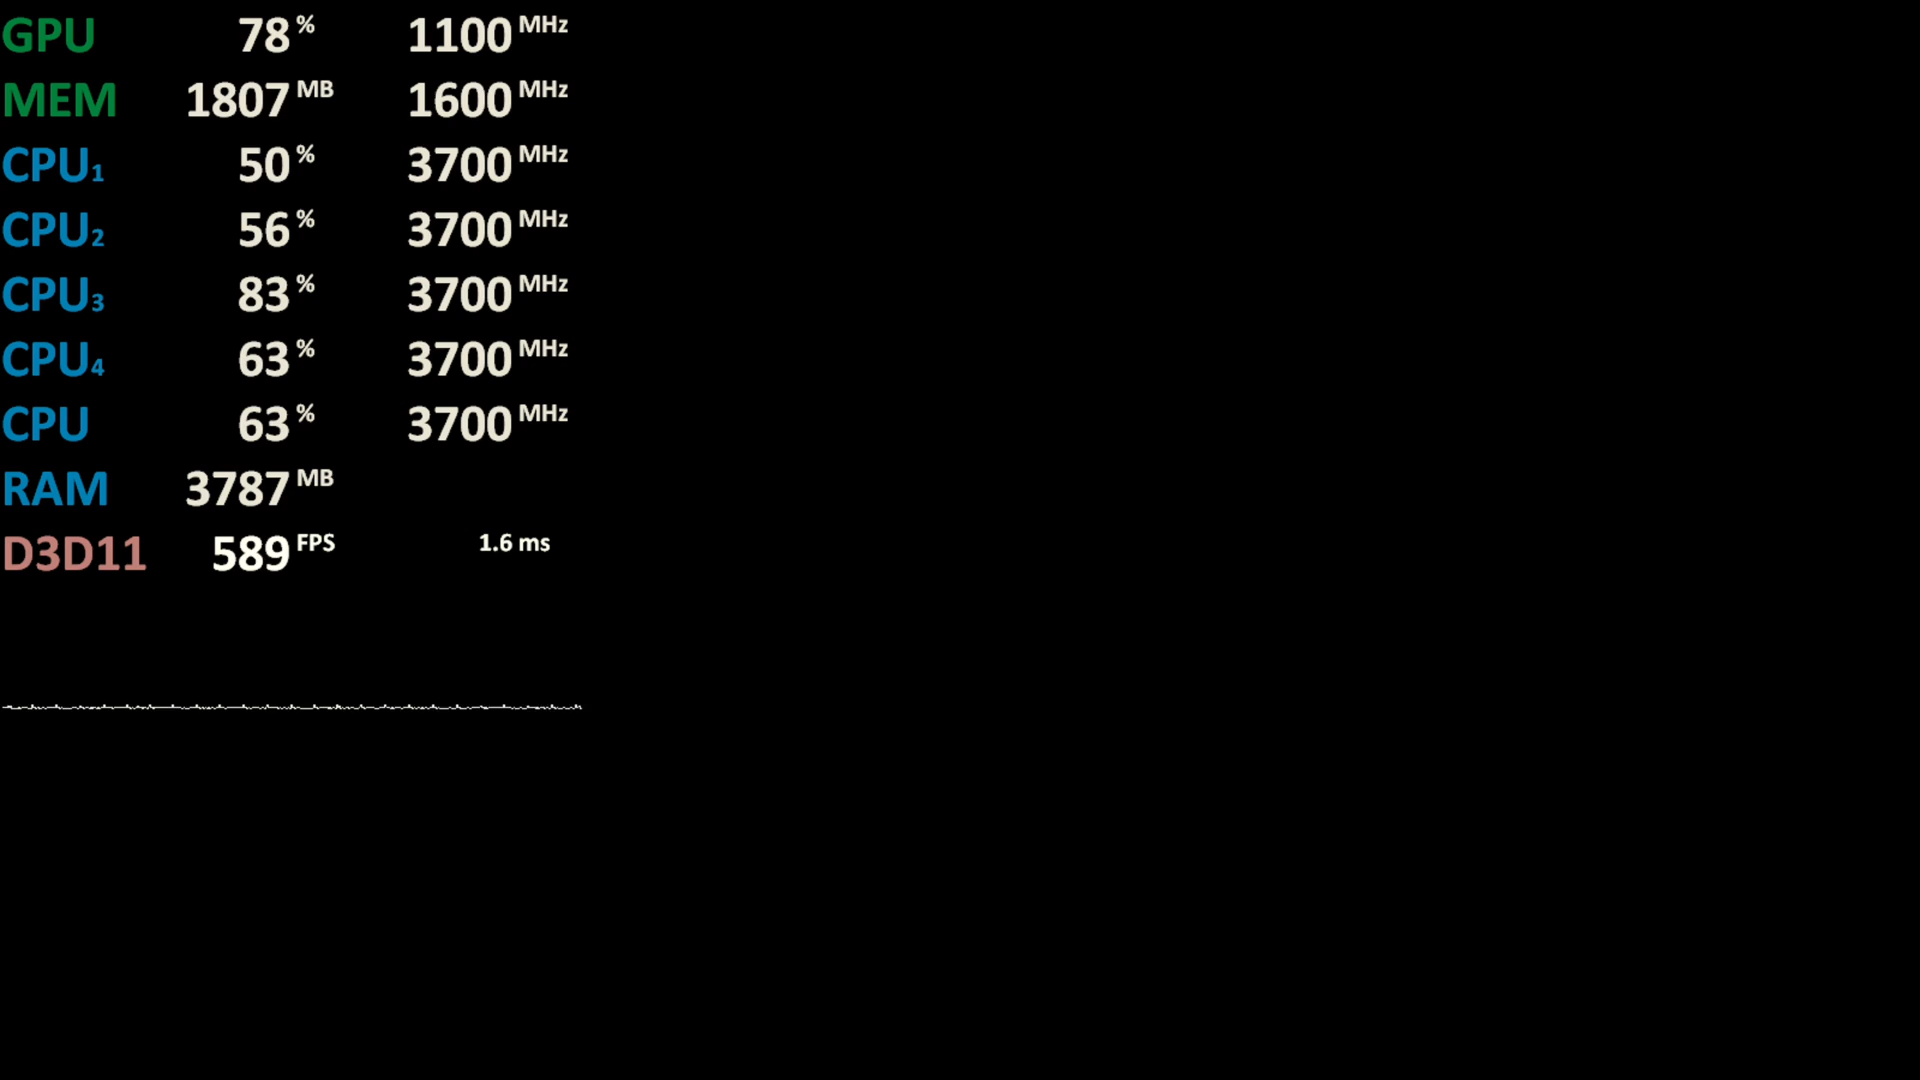 GPU 78 % 1100 MHz
MEM 1807 MB 1600 MHz
CPU1 50 % 3700 MHz
CPU2 56 % 3700 MHz
CPU3 83 % 3700 MHz
CPU4 63 % 3700 MHz
CPU 63 % 3700 MHz
RAM 3787 MB
D3D11 589 FPS 1.6 ms